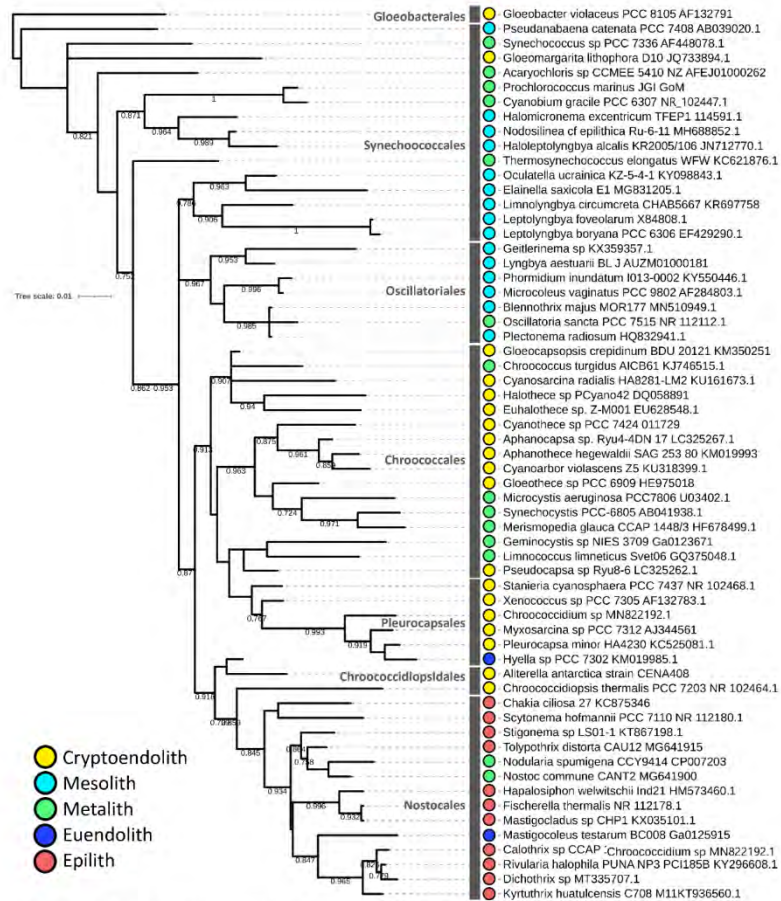 Gloeobacterales
Gloeobacter violaceus PCC 8105 AF132791
Pseudanabaena catenata PCC 7408 AB039020.1
Synechococcus sp PCC 7336 AF448078.1
Gloeomargarita lithophora D10 JQ733894.1
Acaryochloris sp CCMEE 5410 NZ AFEJ01000262
0.821
Prochlorococcus marinus JGI GoM
1
0.871
Cyanobium gracile PCC 6307 NR_102447.1
Halomicronema excentricum TFEP1 114591.1
0.964
Nodosilinea cf epilithica Ru-6-11 MH688852.1
0.989
Synechoococcales
Haloleptolyngbya alcalis KR2005/106 JN712770.1
Thermosynechococcus elongatus WFW KC621876.1
Oculatella ucrainica KZ-5-4-1 KY098843.1
0.963
Elainella saxicola E1 MG831205.1
0.786
Limnolyngbya circumcreta CHAB5667 KR697758
0.906
Leptolyngbya foveolarum X84808.1
1
Leptolyngbya boryana PCC 6306 EF429290.1
Geitlerinema sp KX359357.1
0.752
0.953
Lyngbya aestuarii BL J AUZM01000181
0.967
Phormidium inundatum I013-0002 KY550446.1
0.996
Oscillatoriales
Tree scale: 0.01
Microcoleus vaginatus PCC 9802 AF284803.1
Blennothrix majus MOR177 MN510949.1
0.985
Oscillatoria sancta PCC 7515 NR 112112.1
Plectonema radiosum HQ832941.1
Gloeocapsopsis crepidinum BDU 20121 KM350251
0.862
0.953
Chroococcus turgidus AICB61 KJ746515.1
0.907
Cyanosarcina radialis HA8281-LM2 KU161673.1
Halothece sp PCyano42 DQ058891
0.94
Euhalothece sp. Z-M001 EU628548.1
Cyanothece sp PCC 7424 011729
0.913
0.875
Aphanocapsa sp. Ryu4-4DN 17 LC325267.1
0.961
Chroococcales
Aphanothece hegewaldii SAG 253 80 KM019993
0.963
Cyanoarbor violascens Z5 KU318399.1
Gloeothece sp PCC 6909 HE975018
0.724
Microcystis aeruginosa PCC7806 U03402.1
0.971
Synechocystis PCC-6805 AB041938.1
Merismopedia glauca CCAP 1448/3 HF678499.1
Geminocystis sp NIES 3709 Ga0123671
Limnococcus limneticus Svet06 GQ375048.1
0.87
Pseudocapsa sp Ryu8-6 LC325262.1
Stanieria cyanosphaera PCC 7437 NR 102468.1
0.767
Xenococcus sp PCC 7305 AF132783.1
Chroococcidium sp MN822192.1
Pleurocapsales
0.993
Myxosarcina sp PCC 7312 AJ344561
0.919
Pleurocapsa minor HA4230 KC525081.1
Hyella sp PCC 7302 KM019985.1
Chroococcidiopsidales
Aliterella antarctica strain CENA408
0.918
Chroococcidiopsis thermalis PCC 7203 NR 102464.1
Chakia ciliosa 27 KC875346
Scytonema hofmannii PCC 7110 NR 112180.1
Stigonema sp LS01-1 KT867198.1
Tolypothrix distorta CAU12 MG641915
0.845
Nodularia spumigena CCY9414 CP007203
Nostoc commune CANT2 MG641900
0.934
Hapalosiphon welwitschii Ind21 HM573460.1
0.996
Nostocales
Fischerella thermalis NR 112178.1
0.932
Mastigocladus sp CHP1 KX035101.1
Mastigocoleus testarum BC008 Ga0125915
0.847
Calothrix sp CCAP Chroococcidium sp MN822192.1
Rivularia halophila PUNA NP3 PCI185B KY296608.1
Dichothrix sp MT335707.1
Kyrtuthrix huatulcensis C708 M11KT936560.1
Cryptoendolith
Mesolith
Metalith
Euendolith
Epilith